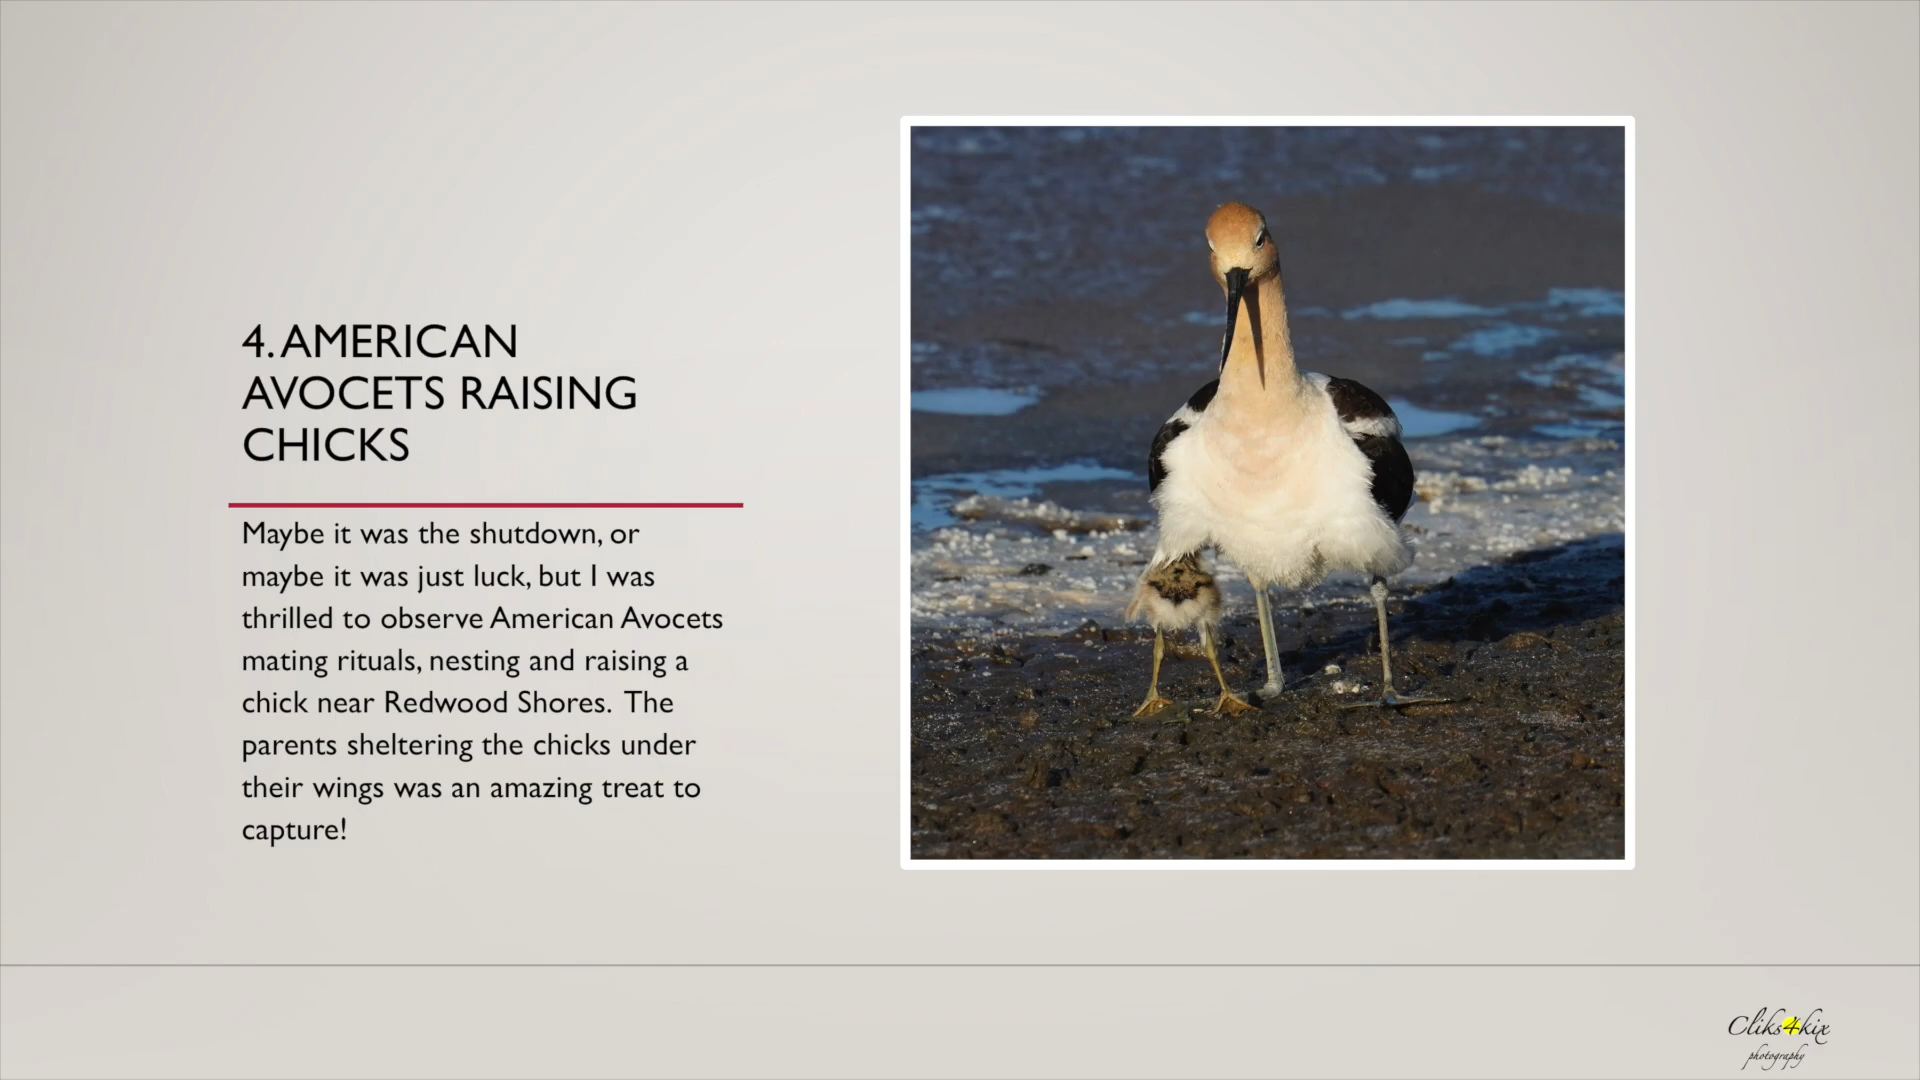 4. AMERICAN
AVOCETS RAISING
CHICKS
Maybe it was the shutdown, or
maybe it was just luck, but I was
thrilled to observe American Avocets
mating rituals, nesting and raising a
chick near Redwood Shores.  The
parents sheltering the chicks under
their wings was an amazing treat to
capture!
Cliks4kix
photography